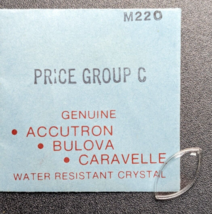 M220
PRICE GROUP C
GENUINE
• ACCUTRON
• BULOVA
• CARAVELLE
WATER RESISTANT CRYSTAL